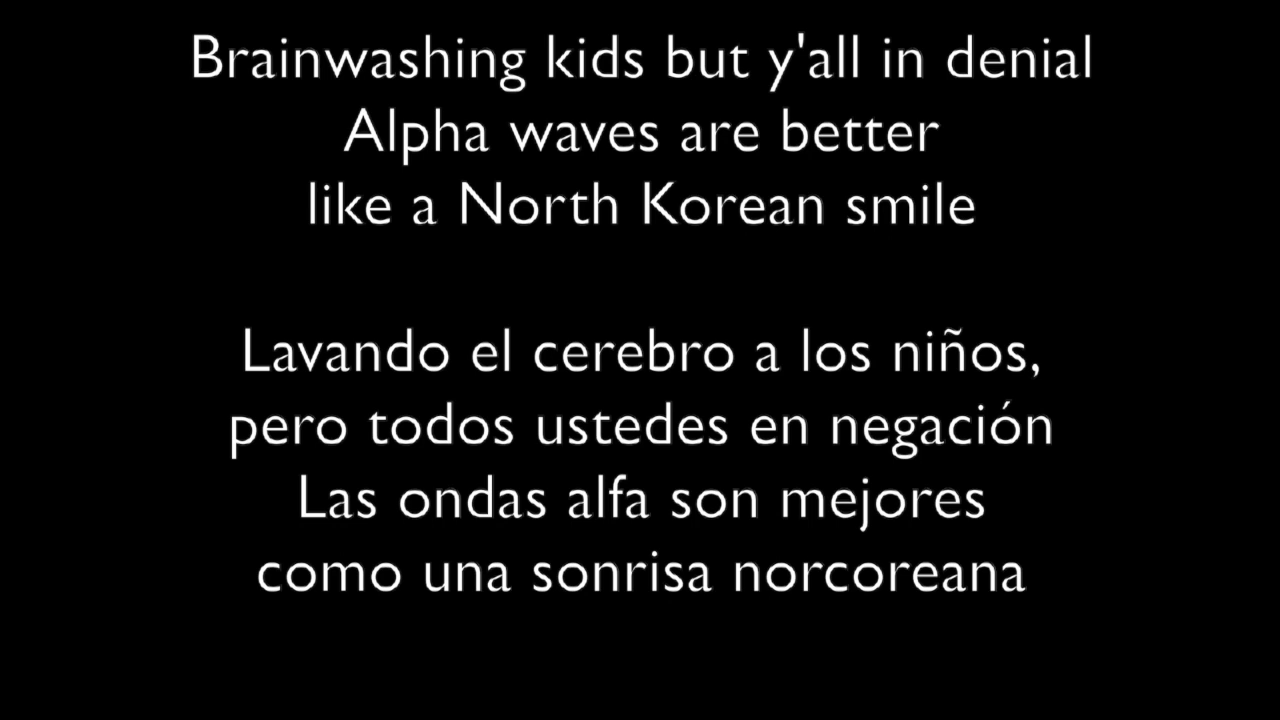 Brainwashing kids but y'all in denial
Alpha waves are better
like a North Korean smile
Lavando el cerebro a los niños,
pero todos ustedes en negación
Las ondas alfa son mejores
como una sonrisa norcoreana